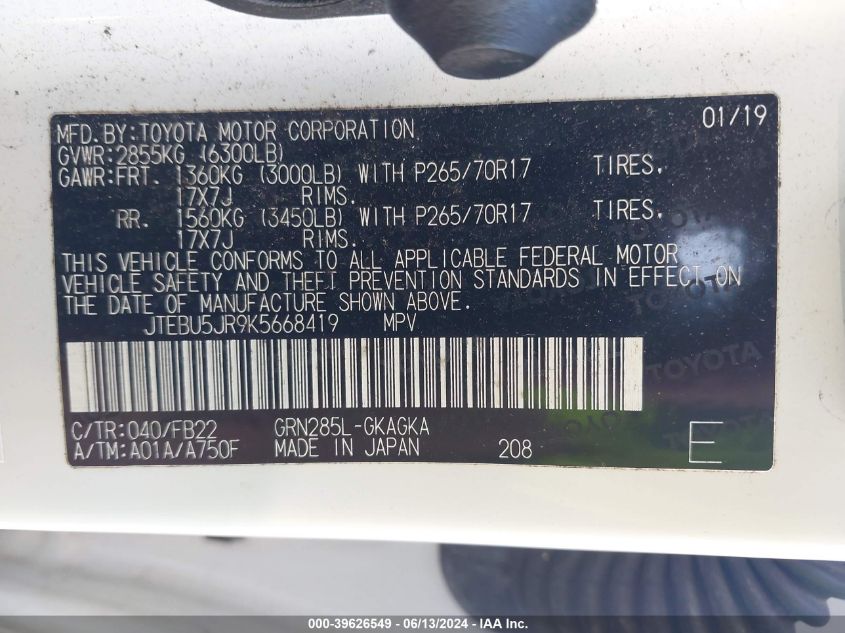 MFD. BY:TOYOTA MOTOR CORPORATION 01/19
GVWR:2855KG (6300LB)
GAWR:FRT. 1360KG (3000LB) WITH P265/70R17 TIRES.
17X7J RIMS.
RR. 1560KG (3450LB) WITH P265/70R17 TIRES.
17X7J RIMS.
THIS VEHICLE CONFORMS TO ALL APPLICABLE FEDERAL MOTOR
VEHICLE SAFETY AND THEFT PREVENTION STANDARDS IN EFFECT ON
THE DATE OF MANUFACTURE SHOWN ABOVE.
JTEBU5JR9K5668419 MPV
C/TR:040/FB22 GRN285L-GKAGKA
A/TM:A01A/A750F MADE IN JAPAN 208 E
TOYOTA
TOYOTA
TOYOTA
000-39626549 - 06/13/2024 - IAA Inc.